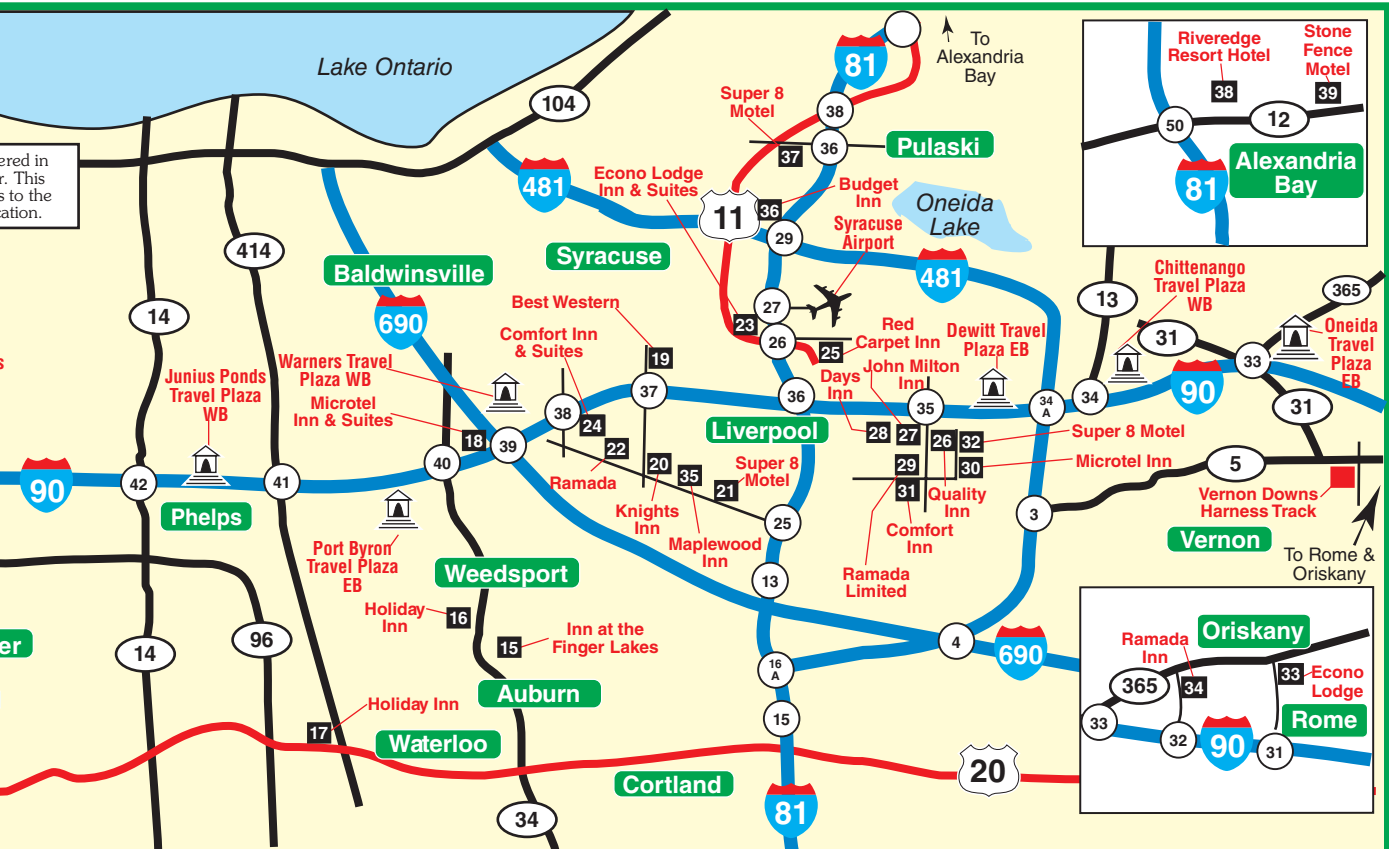 Lake Ontario
104
81
To
Alexandria
Bay
Super 8
Motel
38
36
37
Pulaski
Riveredge
Resort Hotel
Stone
Fence
Motel
38
39
50
12
Alexandria
Bay
81
ered in
r. This
s to the
cation.
481
Econo Lodge
Inn & Suites
11
36
Budget
Inn
Oneida
Lake
Syracuse
Airport
29
481
414
Baldwinsville
Syracuse
690
14
Best Western
Comfort Inn
& Suites
19
27
23
26
25
Red
Carpet Inn
Dewitt Travel
Plaza EB
13
Chittenango
Travel Plaza
WB
31
365
Oneida
Travel
Plaza
EB
33
90
31
s
Junius Ponds
Travel Plaza
WB
Warners Travel
Plaza WB
Microtel
Inn & Suites
18
38
24
37
36
Days
Inn
John Milton
Inn
35
34
A
34
Liverpool
28
27
26
32
Super 8 Motel
90
42
41
40
39
22
Ramada
20
35
21
Super 8
Motel
29
31
30
Microtel Inn
Quality
Inn
5
Vernon Downs
Harness Track
Phelps
Knights
Inn
Maplewood
Inn
25
Comfort
Inn
3
Vernon
To Rome &
Oriskany
Port Byron
Travel Plaza
EB
Weedsport
13
Ramada
Limited
Holiday
Inn
16
15
Inn at the
Finger Lakes
er
14
96
4
690
16
A
Auburn
15
Holiday Inn
17
Waterloo
Cortland
20
34
81
Oriskany
Ramada
Inn
365
34
33
Econo
Lodge
Rome
33
32
90
31